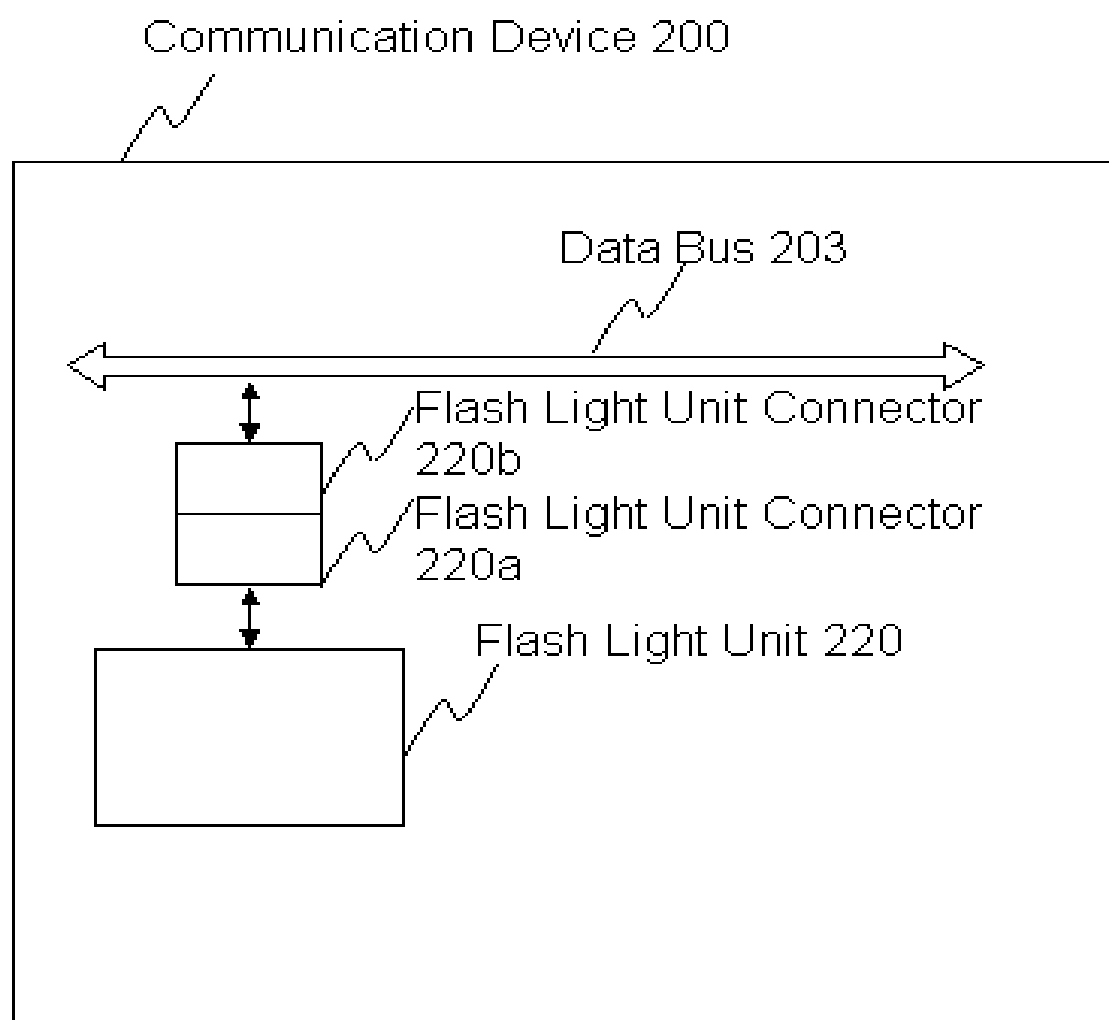 Communication Device 200
Data Bus 203
Flash Light Unit Connector
220b
Flash Light Unit Connector
220a
Flash Light Unit 220